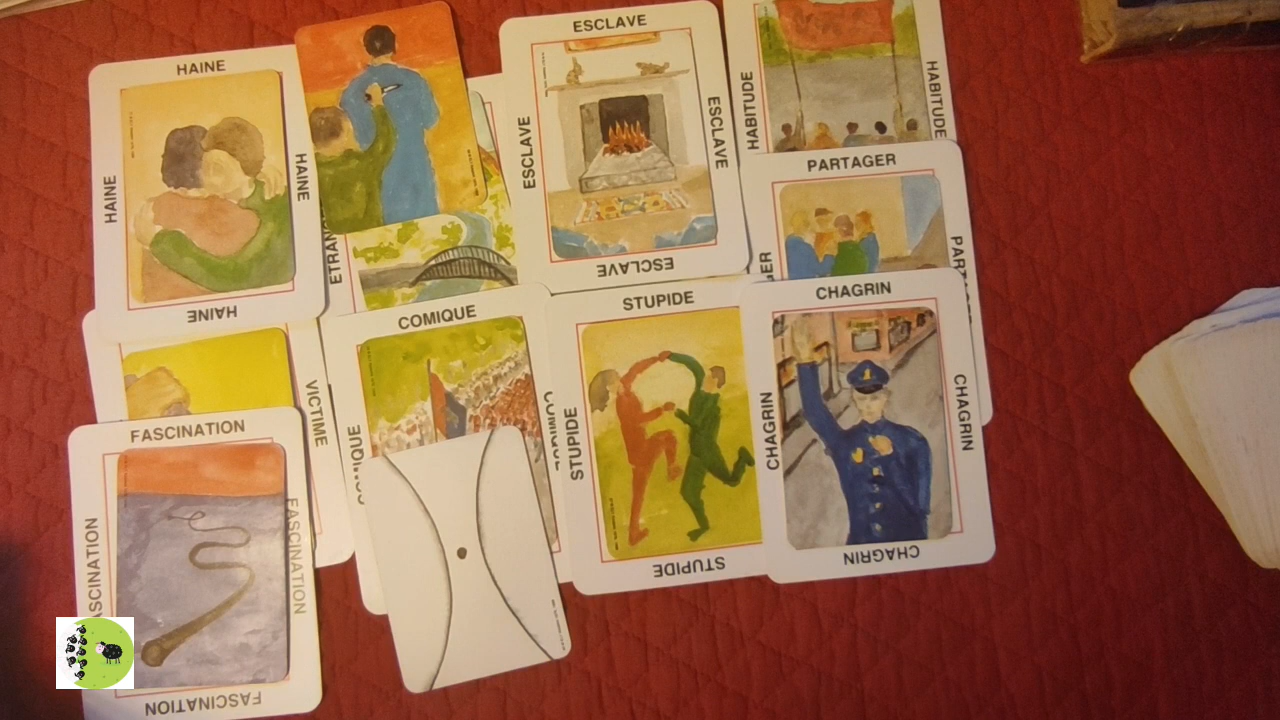 HAINE
HAINE
HAINE
HAINE
ESCLAVE
ESCLAVE
ESCLAVE
ESCLAVE
HABITUDE
HABITUDE
PARTAGER
VICTIME
COMIQUE
STUPIDE
STUPIDE
STUPIDE
CHAGRIN
CHAGRIN
CHAGRIN
CHAGRIN
FASCINATION
FASCINATION
FASCINATION